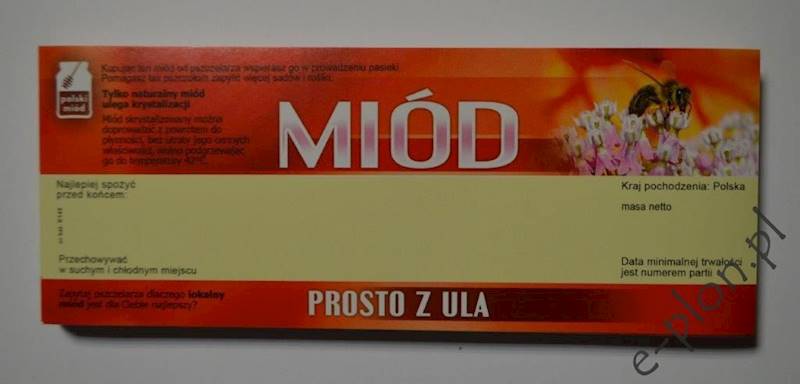 polski
miód
Kupując ten miód od pszczelarza wspierasz go w prowadzeniu pasieki.
Pomagasz tak pszczołom zapylić więcej sadów i roślin.
Tylko naturalny miód
ulega krystalizacji
Miód skrystalizowany można
doprowadzić z powrotem do
płynności, bez utraty jego cennych
właściwości, wolno podgrzewając
go do temperatury 42°C.
MIÓD
Najlepiej spożyć
przed końcem:
Kraj pochodzenia: Polska
masa netto
Przechowywać
w suchym i chłodnym miejscu
Data minimalnej trwałości
jest numerem partii
Zapytaj pszczelarza dlaczego lokalny
miód jest dla Ciebie najlepszy?
PROSTO Z ULA
e-plon.pl